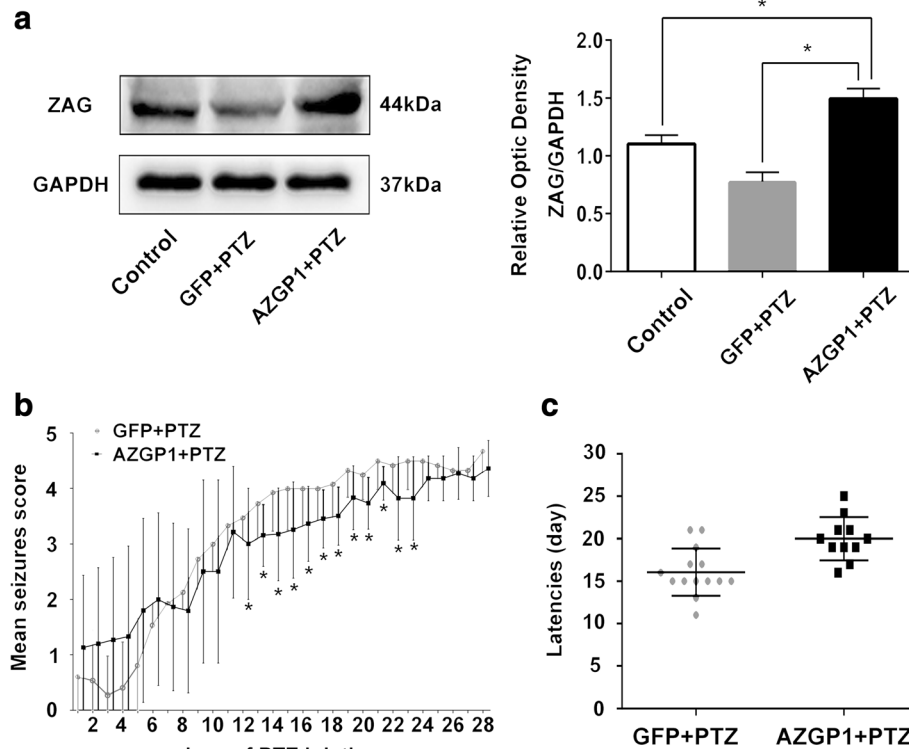 a
ZAG
44kDa
GAPDH
37kDa
Control
GFP+PTZ
AZGP1+PTZ
Relative Optic Density
ZAG/GAPDH
2.0
1.5
1.0
0.5
0.0
*
*
Control
GFP+PTZ
AZGP1+PTZ
b
GFP+PTZ
AZGP1+PTZ
Mean seizures score
5
4
3
2
1
0
* * * * * * * * * * * *
2 4 6 8 10 12 14 16 18 20 22 24 26 28
c
Latencies (day)
30
25
20
15
10
5
0
GFP+PTZ
AZGP1+PTZ